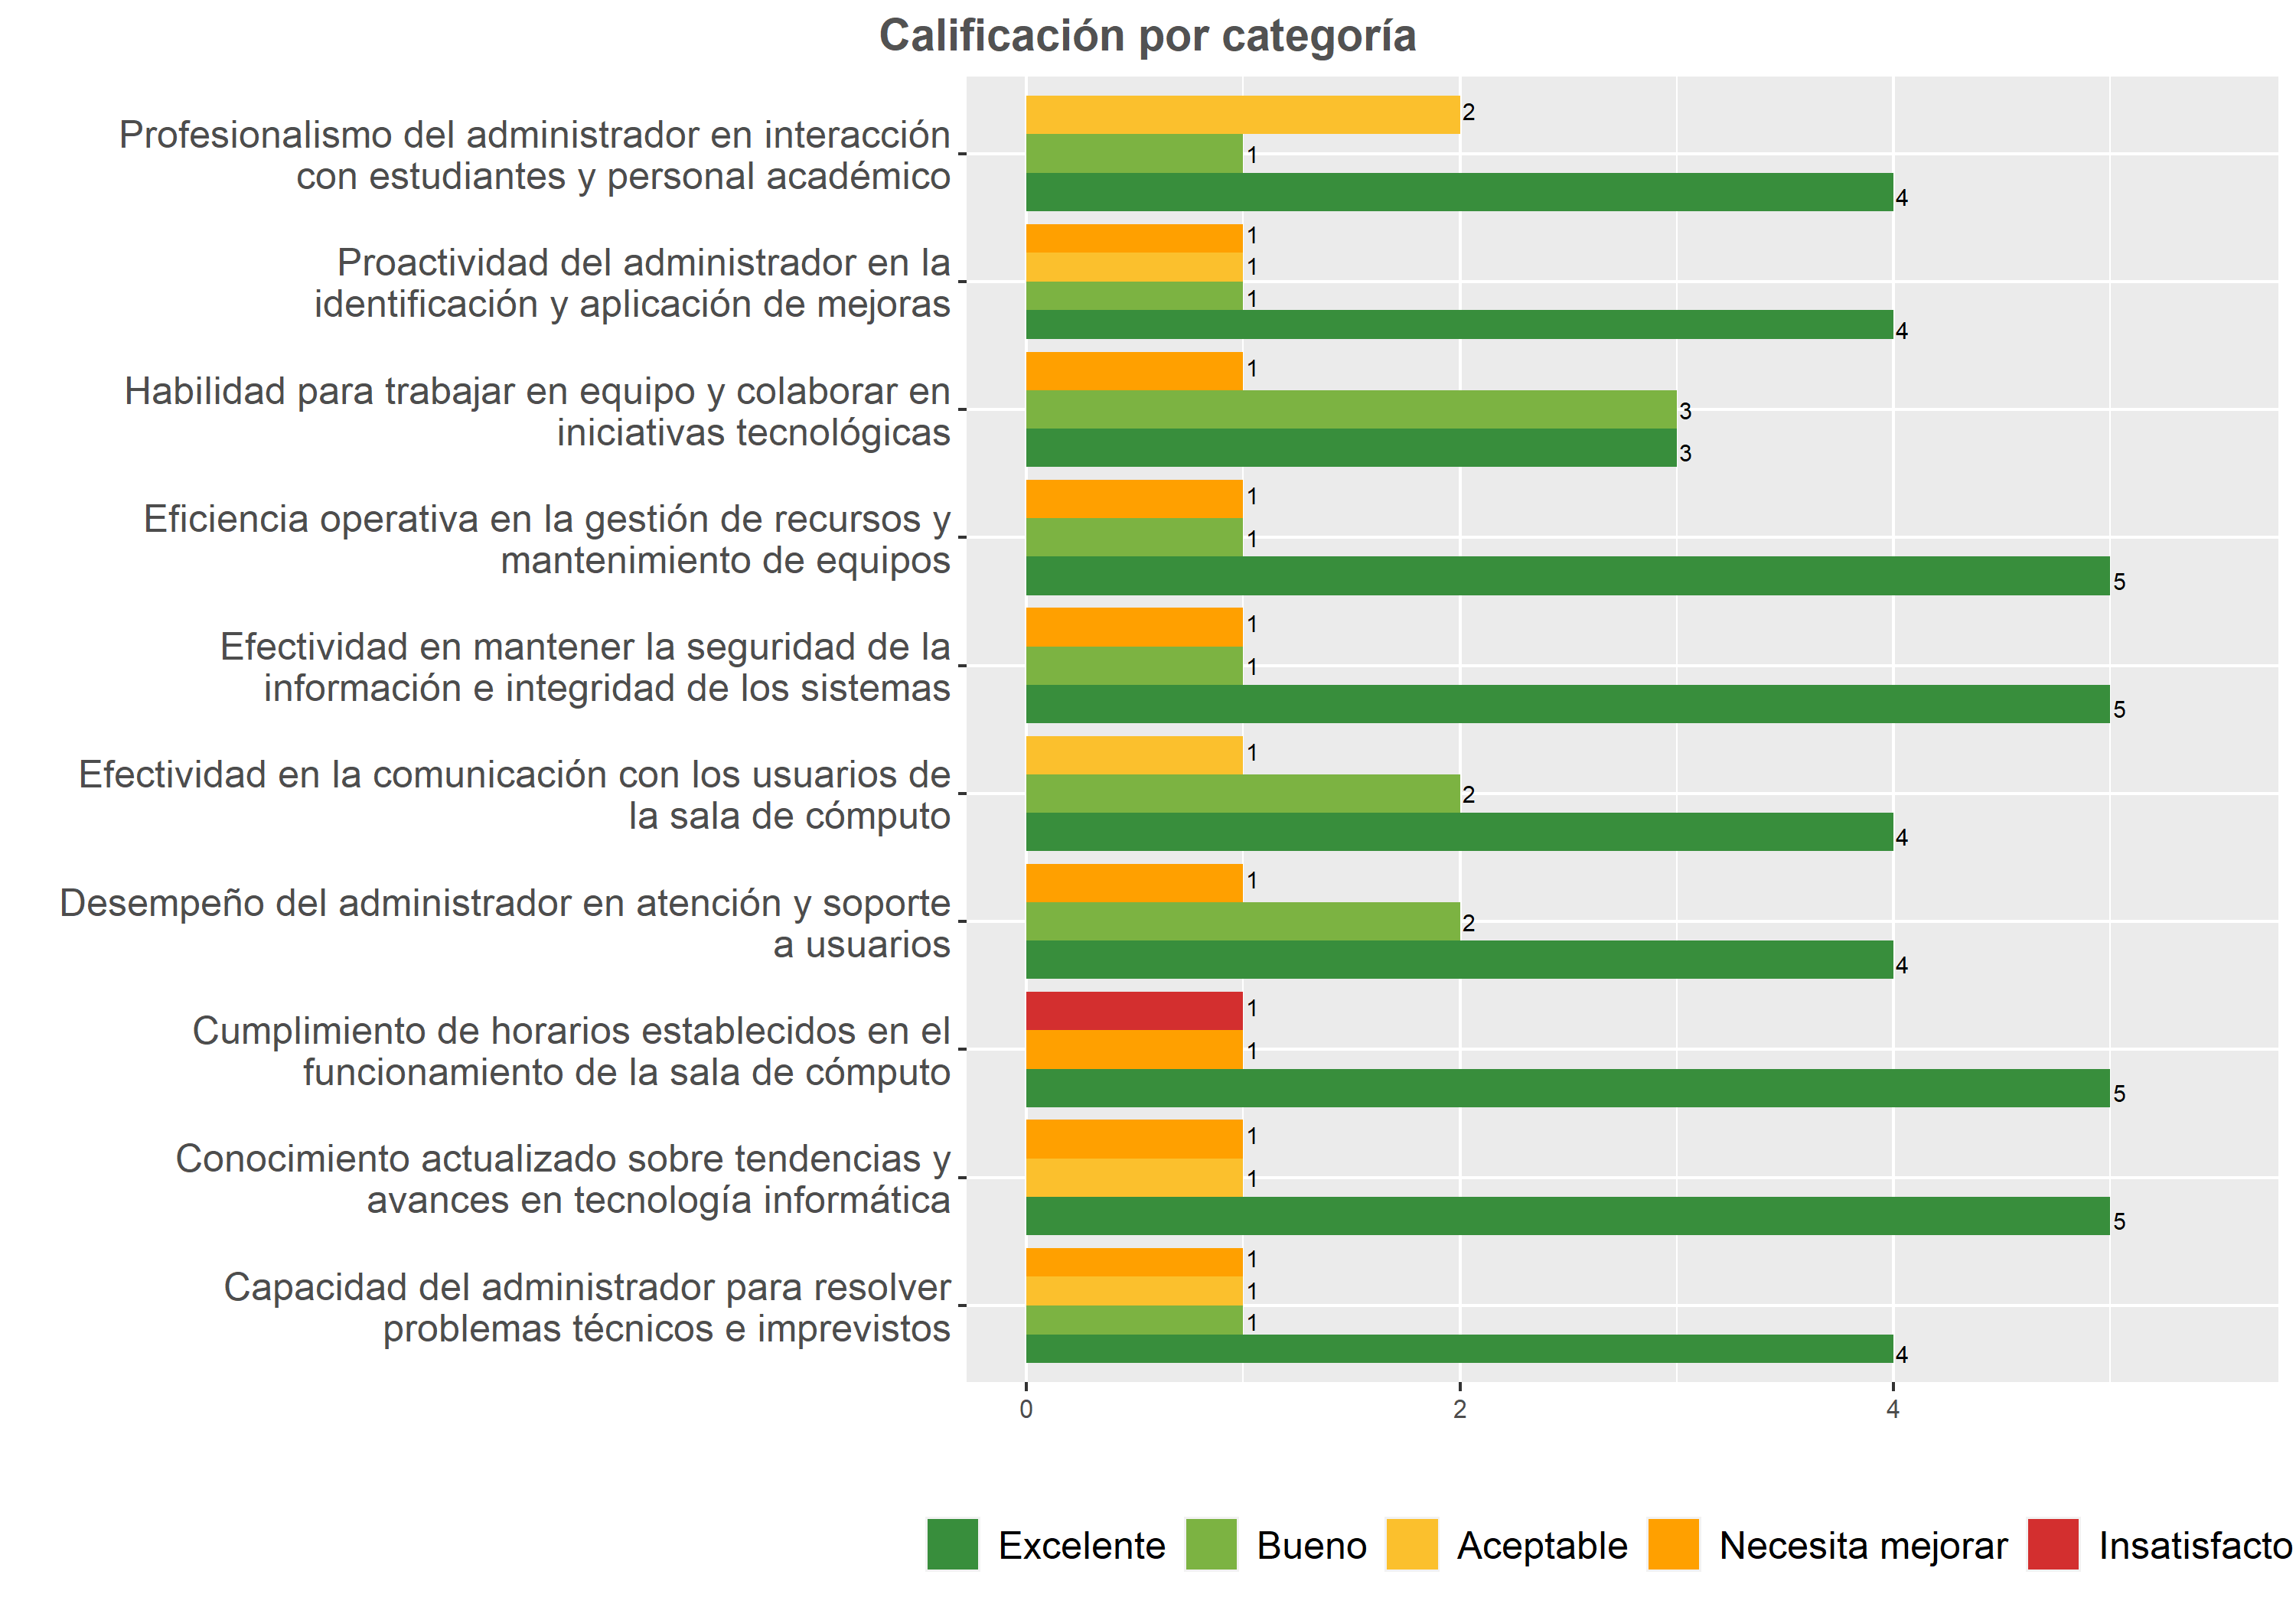 Calificación por categoría
Profesionalismo del administrador en interacción
con estudiantes y personal académico
2
1
4
Proactividad del administrador en la
identificación y aplicación de mejoras
1
1
1
4
Habilidad para trabajar en equipo y colaborar en
iniciativas tecnológicas
1
3
3
Eficiencia operativa en la gestión de recursos y
mantenimiento de equipos
1
1
5
Efectividad en mantener la seguridad de la
información e integridad de los sistemas
1
1
5
Efectividad en la comunicación con los usuarios de
la sala de cómputo
1
2
4
Desempeño del administrador en atención y soporte
a usuarios
1
2
4
Cumplimiento de horarios establecidos en el
funcionamiento de la sala de cómputo
1
1
5
Conocimiento actualizado sobre tendencias y
avances en tecnología informática
1
1
5
Capacidad del administrador para resolver
problemas técnicos e imprevistos
1
1
1
4
0 2 4
Excelente Bueno Aceptable Necesita mejorar Insatisfacto